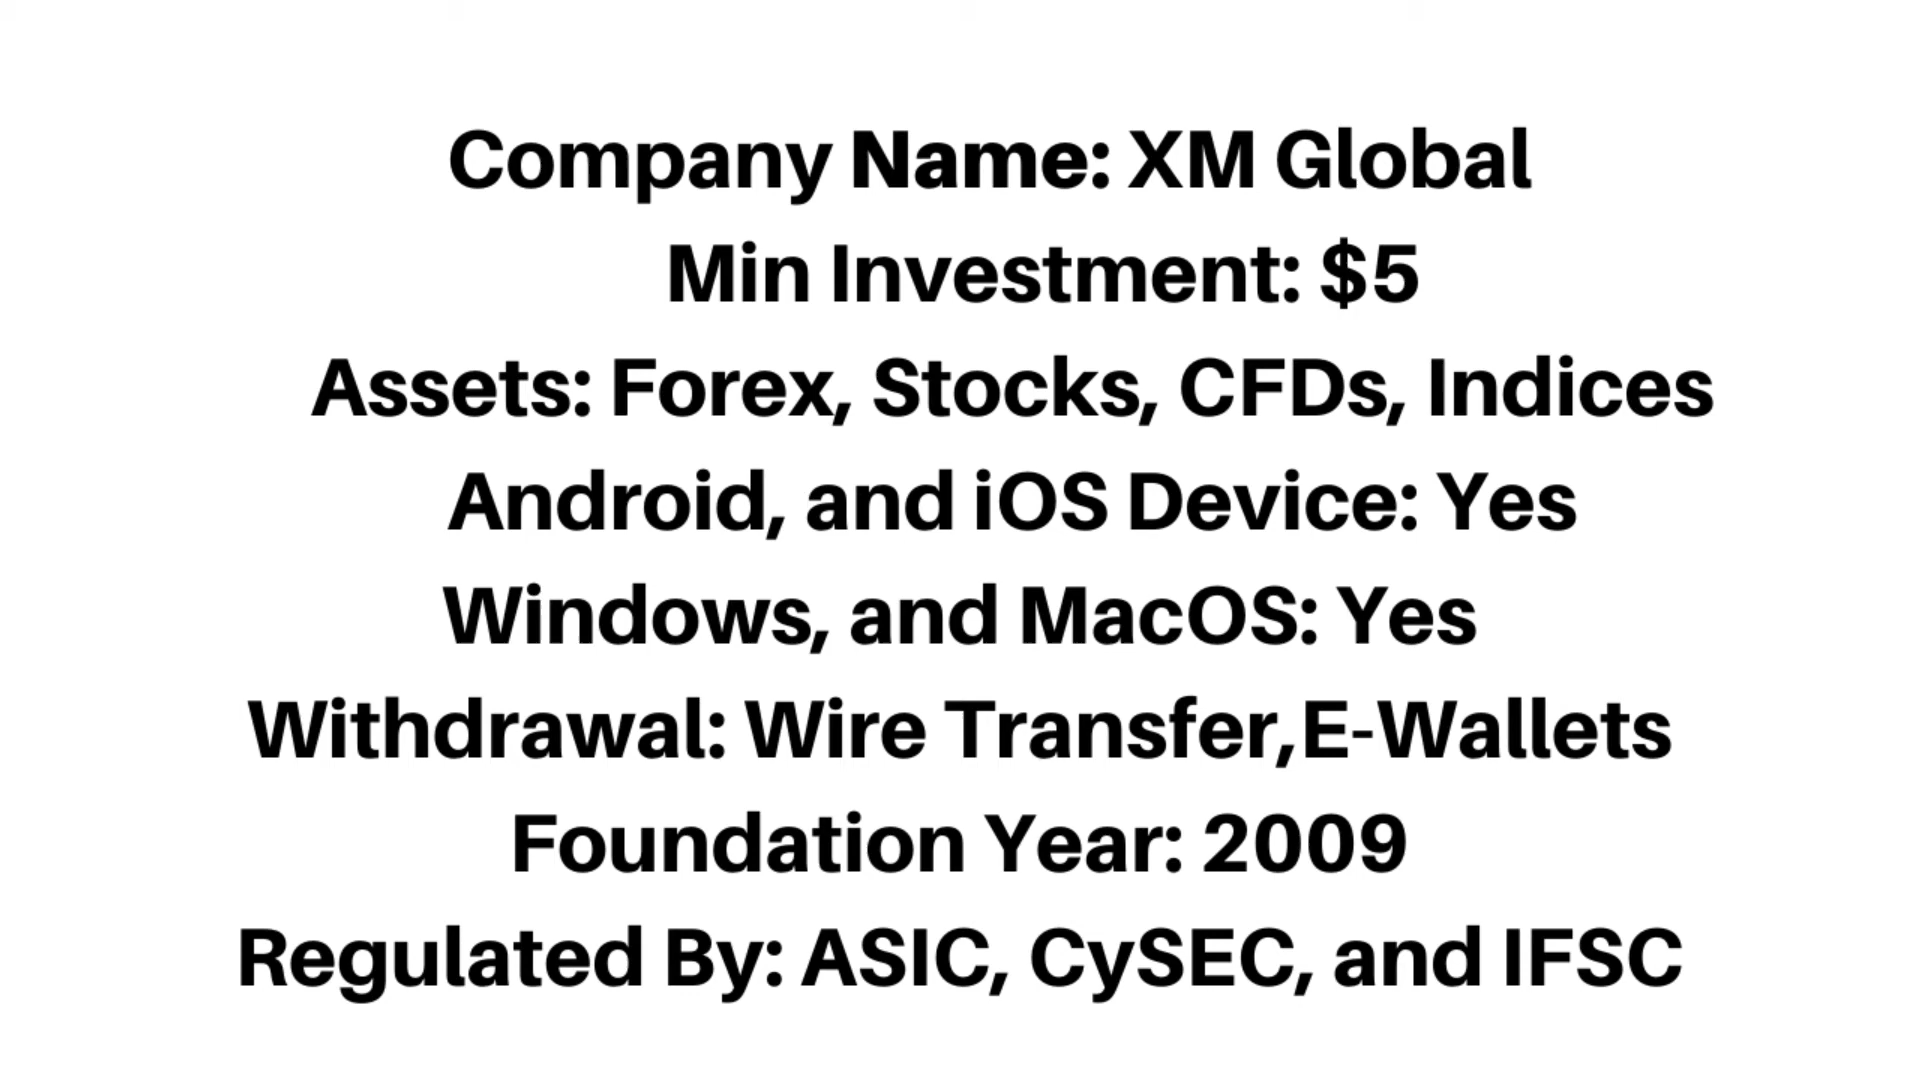 Company Name: XM Global
Min Investment: $5
Assets: Forex, Stocks, CFDs, Indices
Android, and iOS Device: Yes
Windows, and MacOS: Yes
Withdrawal: Wire Transfer,E-Wallets
Foundation Year: 2009
Regulated By: ASIC, CySEC, and IFSC